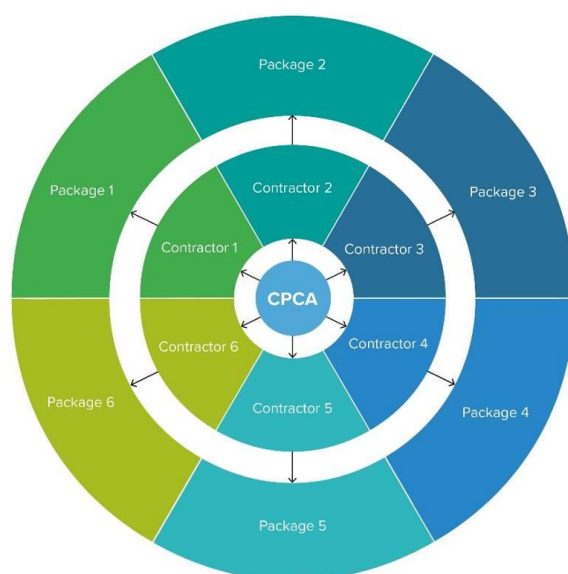 Package 2
Package 1
Package 3
Contractor 2
Contractor 1
Contractor 3
CPCA
Contractor 6
Contractor 4
Contractor 5
Package 6
Package 4
Package 5